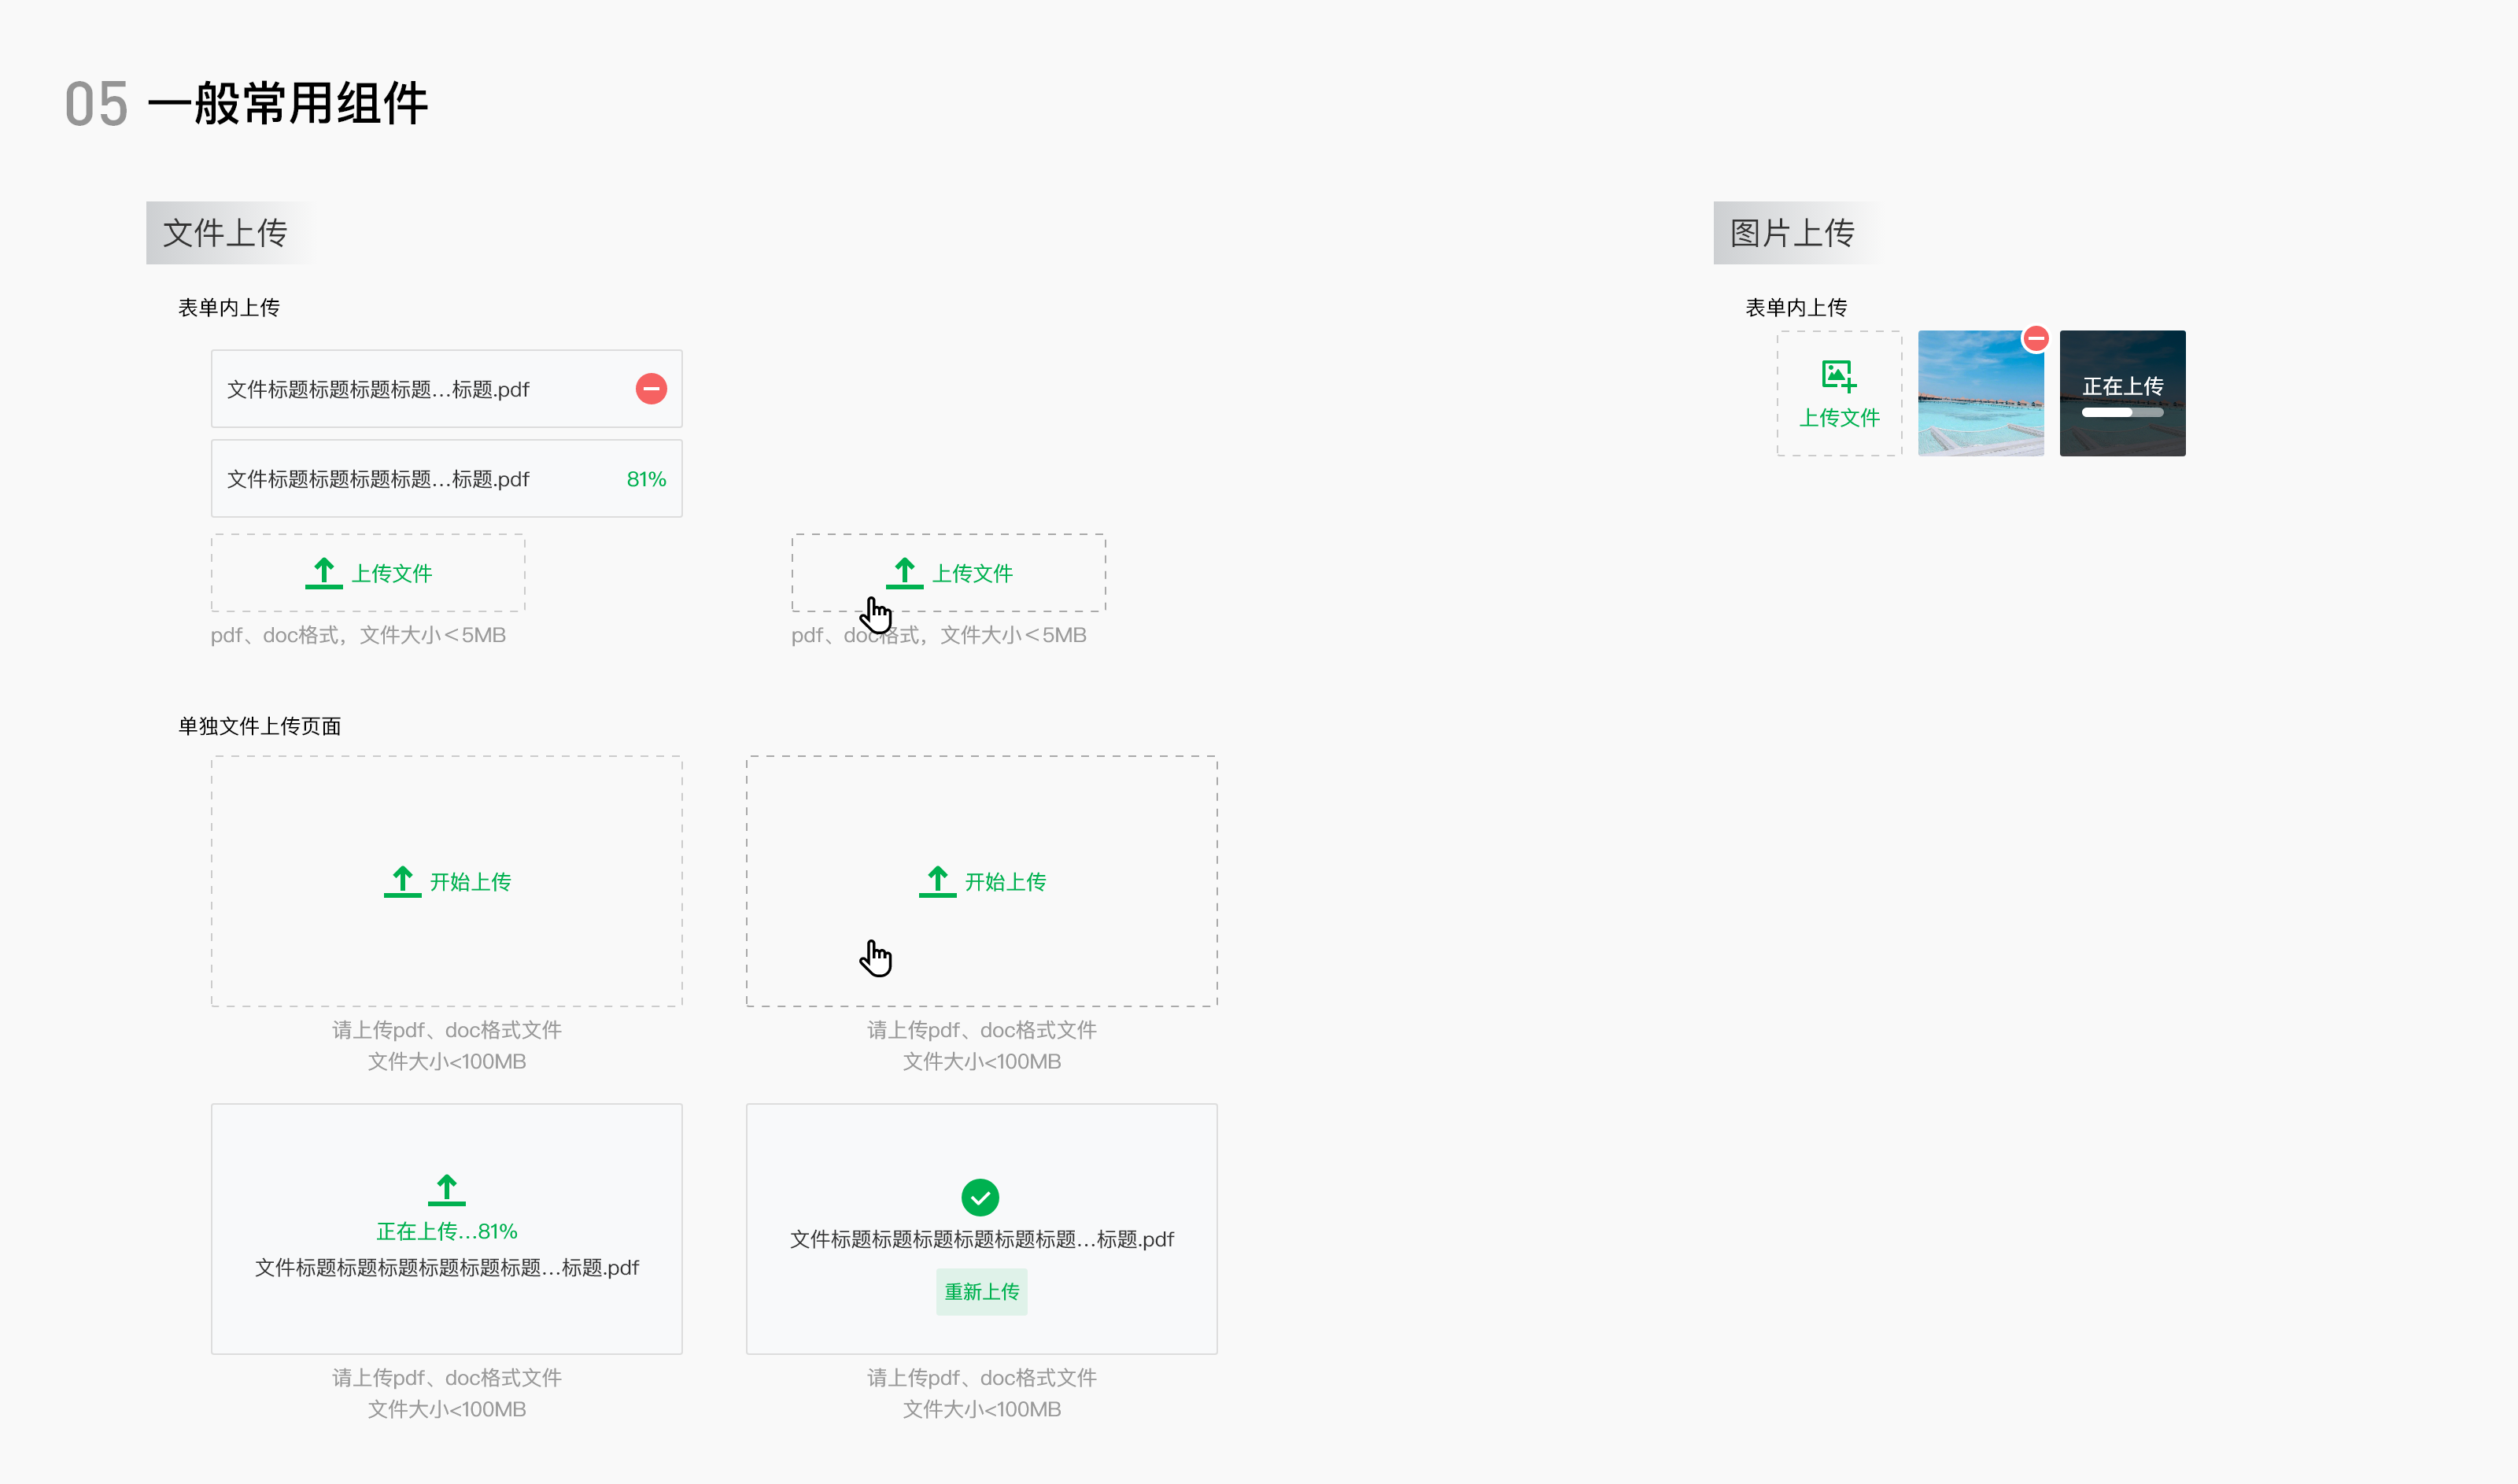 05 一般常用组件
文件上传
表单内上传
文件标题标题标题标题...标题.pdf
文件标题标题标题标题...标题.pdf 81%
上传文件
pdf、doc格式，文件大小＜5MB
上传文件
pdf、doc格式，文件大小＜5MB
单独文件上传页面
开始上传
请上传pdf、doc格式文件
文件大小<100MB
开始上传
请上传pdf、doc格式文件
文件大小<100MB
正在上传...81%
文件标题标题标题标题标题标题...标题.pdf
请上传pdf、doc格式文件
文件大小<100MB
文件标题标题标题标题标题标题...标题.pdf
重新上传
请上传pdf、doc格式文件
文件大小<100MB
图片上传
表单内上传
上传文件
正在上传